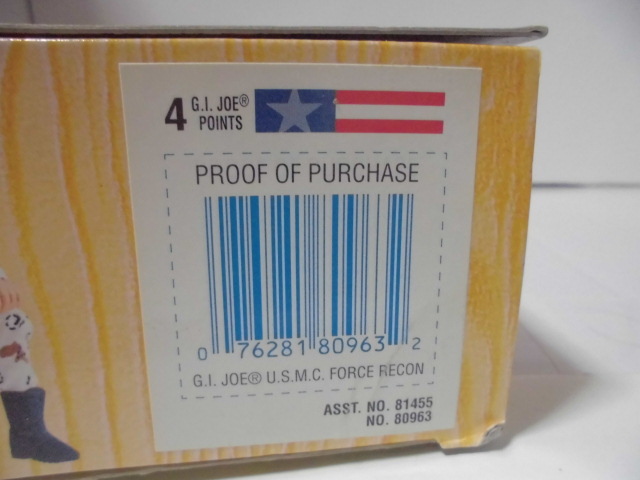 4 G.I. JOE®
POINTS
PROOF OF PURCHASE
0 76281 80963 2
G.I. JOE® U.S.M.C. FORCE RECON
ASST. NO. 81455
NO. 80963